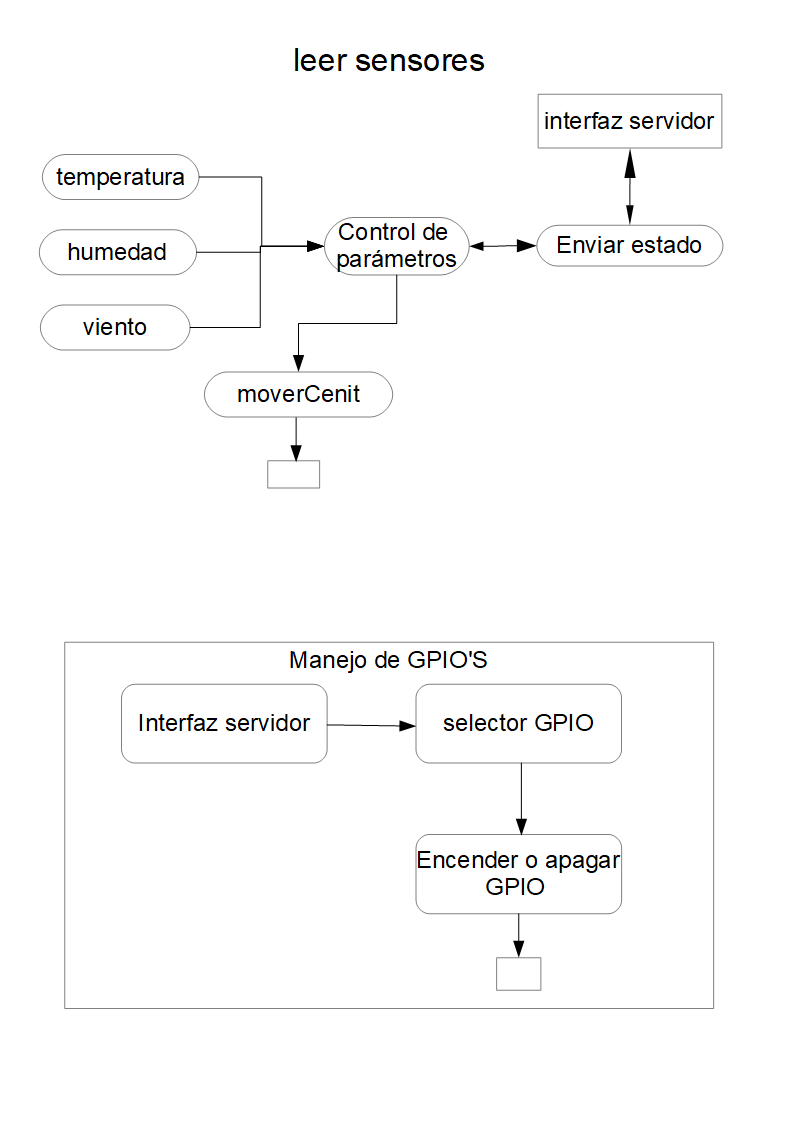 leer sensores
interfaz servidor
temperatura
humedad
viento
Control de
parámetros
Enviar estado
moverCenit
Manejo de GPIO'S
Interfaz servidor
selector GPIO
Encender o apagar
GPIO